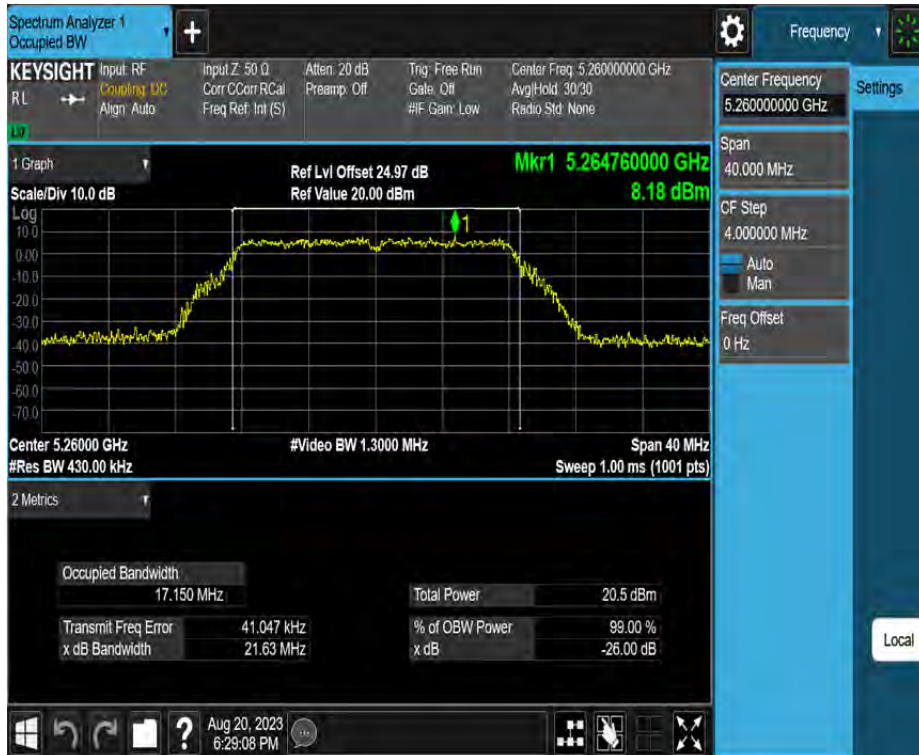 Spectrum Analyzer 1
Occupied BW
Frequency
KEYSIGHT
R L
Input: RF
Coupling: DC
Align: Auto
Input Z: 50 Ω
Corr CCorr RCal
Freq Ref: Int (S)
Atten: 20 dB
Preamp: Off
Trig: Free Run
Gate: Off
#IF Gain: Low
Center Freq: 5.260000000 GHz
Avg|Hold: 30/30
Radio Std: None
Center Frequency
5.260000000 GHz
Settings
Span
40.000 MHz
CF Step
4.000000 MHz
Auto
Man
Freq Offset
0 Hz
Local
1 Graph
Scale/Div 10.0 dB
Ref Lvl Offset 24.97 dB
Ref Value 20.00 dBm
Mkr1 5.264760000 GHz
8.18 dBm
Log
10.0
0.00
-10.0
-20.0
-30.0
-40.0
-50.0
-60.0
-70.0
1
Center 5.26000 GHz
#Video BW 1.3000 MHz
Span 40 MHz
#Res BW 430.00 kHz
Sweep 1.00 ms (1001 pts)
2 Metrics
Occupied Bandwidth
17.150 MHz
Total Power 20.5 dBm
Transmit Freq Error 41.047 kHz
% of OBW Power 99.00 %
x dB Bandwidth 21.63 MHz
x dB -26.00 dB
Aug 20, 2023
6:29:08 PM